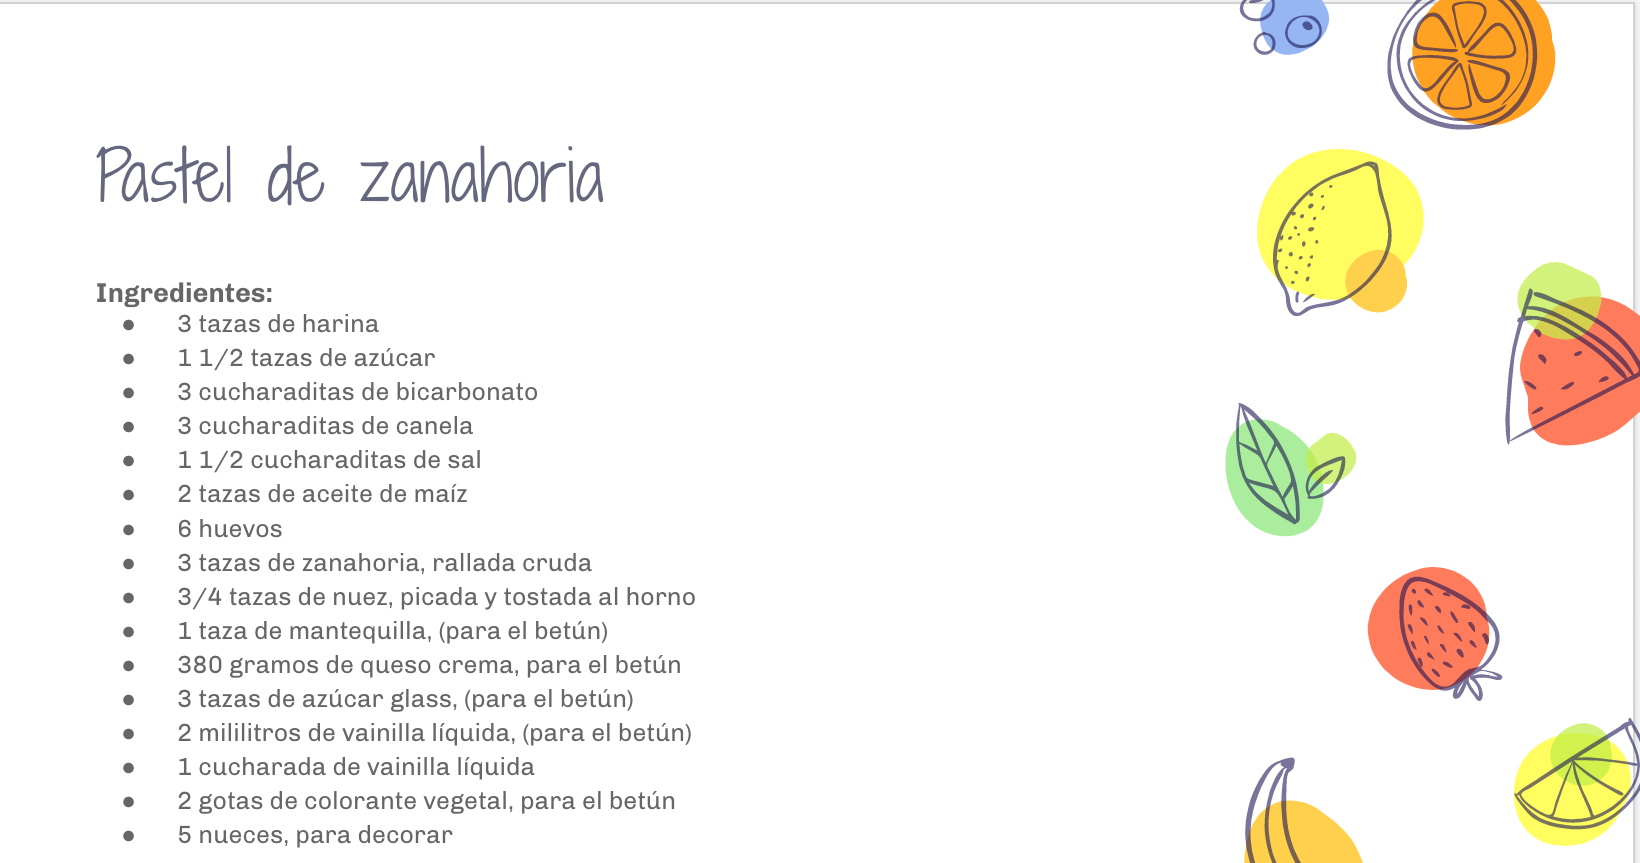 Pastel de zanahoria
Ingredientes:
● 3 tazas de harina
● 1 1/2 tazas de azúcar
● 3 cucharaditas de bicarbonato
● 3 cucharaditas de canela
● 1 1/2 cucharaditas de sal
● 2 tazas de aceite de maíz
● 6 huevos
● 3 tazas de zanahoria, rallada cruda
● 3/4 tazas de nuez, picada y tostada al horno
● 1 taza de mantequilla, (para el betún)
● 380 gramos de queso crema, para el betún
● 3 tazas de azúcar glass, (para el betún)
● 2 mililitros de vainilla líquida, (para el betún)
● 1 cucharada de vainilla líquida
● 2 gotas de colorante vegetal, para el betún
● 5 nueces, para decorar